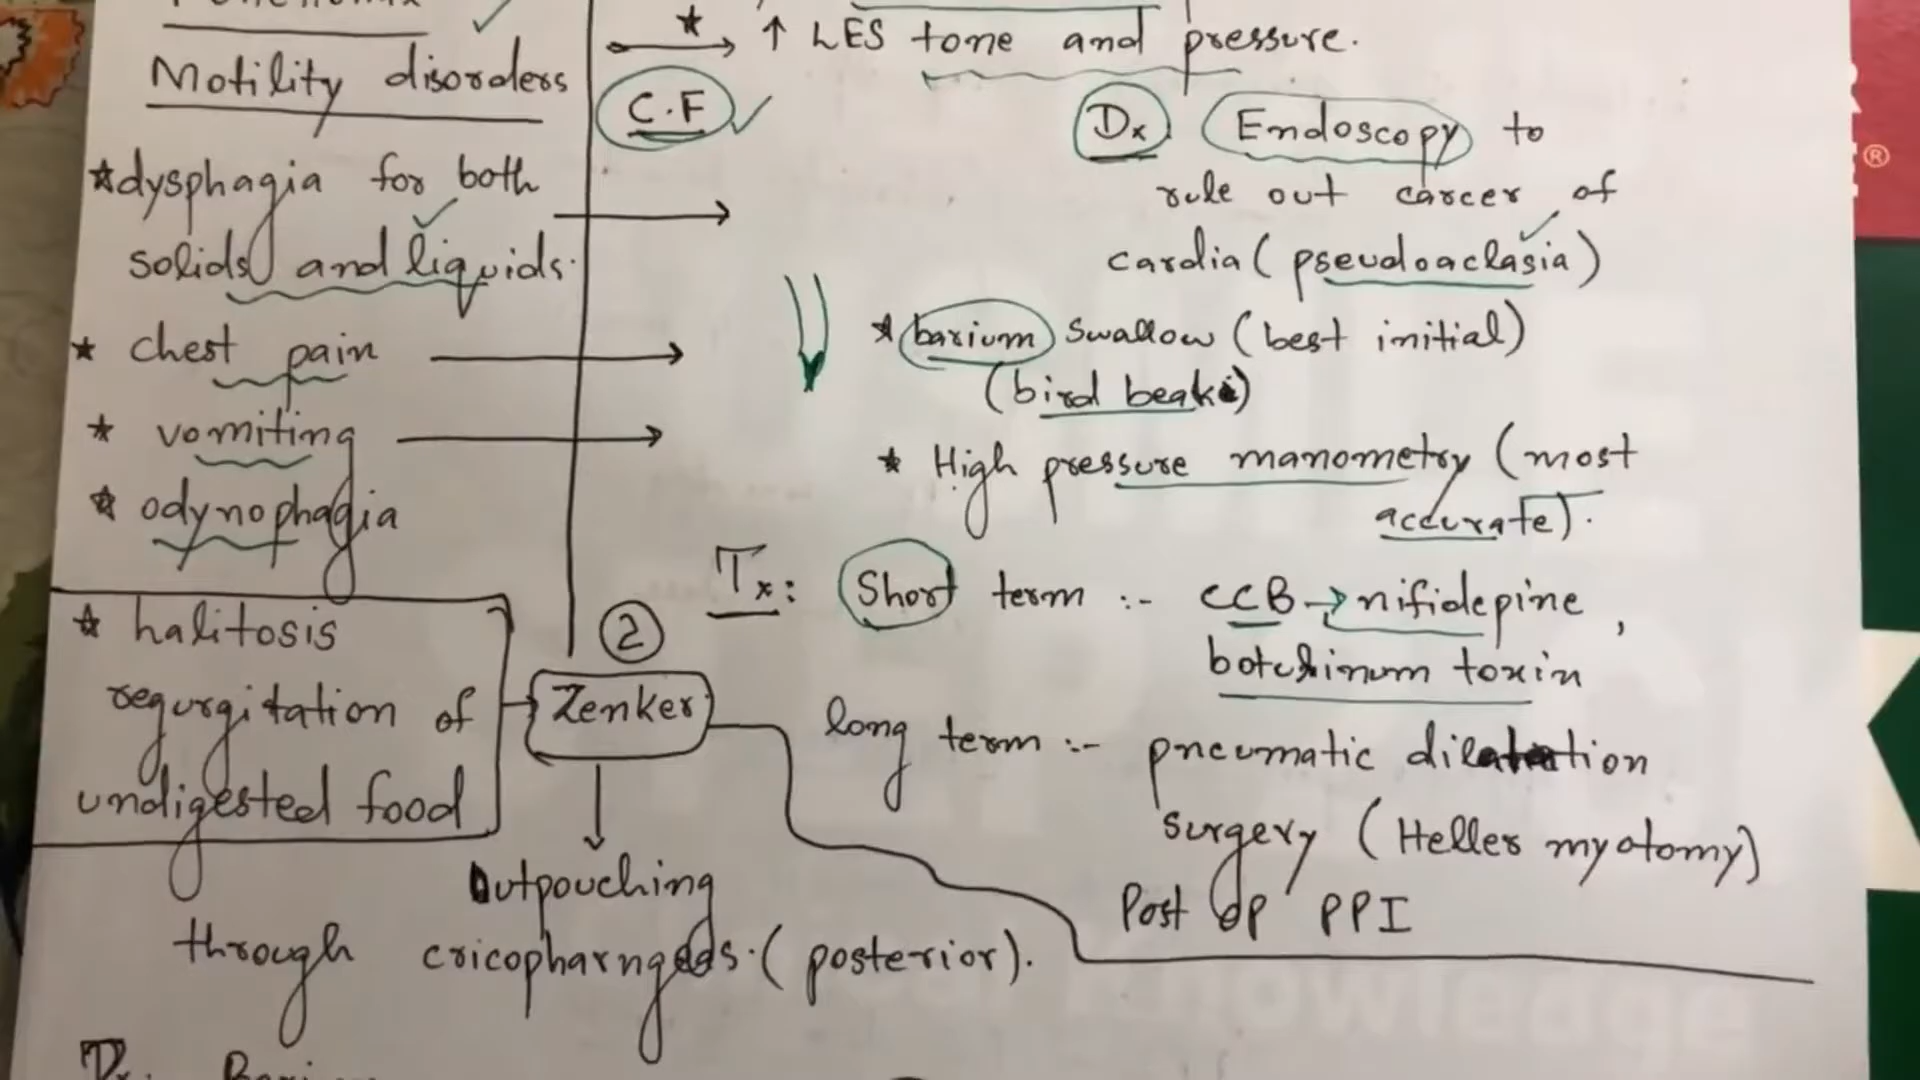 Motility disorders
★dysphagia for both
solids and liquids.
★ chest pain
★ vomiting
★ odynophagia
★ halitosis
regurgitation of
undigested food
★ ↑ LES tone and pressure.
C.F
Dx Endoscopy to
rule out carcer of
cardia (pseudoaclasia)
★ barium swallow (best initial)
(bird beak)
★ High pressure manometry (most
accurate).
Tx: Short term :- CCB → nifidepine,
botulinum toxin
long term :- pneumatic dilatation
surgery (Heller myotomy)
Post op PPI
2
Zenker
Outpouching
through (posterior).
R
®
Knowledge